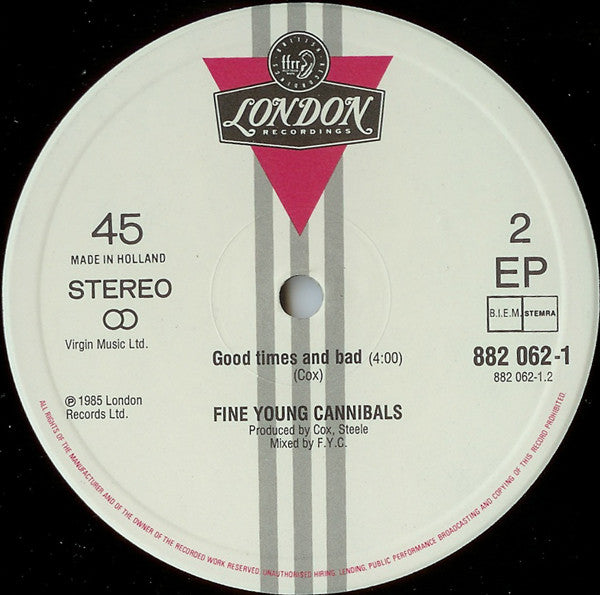 BRITISH RECORDINGS
ffrr
LONDON
RECORDINGS
45
MADE IN HOLLAND
STEREO
Virgin Music Ltd.
℗ 1985 London
Records Ltd.
2
EP
B.I.E.M. STEMRA
882 062-1
882 062-1.2
Good times and bad (4:00)
(Cox)
FINE YOUNG CANNIBALS
Produced by Cox, Steele
Mixed by F.Y.C.
ALL RIGHTS OF THE MANUFACTURER AND OF THE OWNER OF THE RECORDED WORK RESERVED. UNAUTHORISED HIRING, LENDING, PUBLIC PERFORMANCE BROADCASTING AND COPYING OF THIS RECORD PROHIBITED.